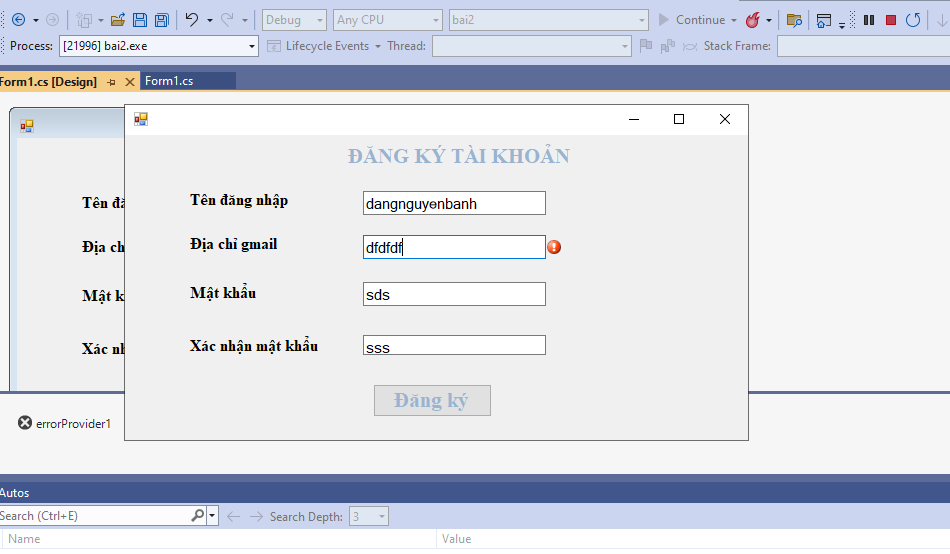 Debug Any CPU bai2 Continue
Process: [21996] bai2.exe Lifecycle Events Thread: Stack Frame:
Form1.cs [Design] Form1.cs
ĐĂNG KÝ TÀI KHOẢN
Tên đă Tên đăng nhập dangnguyenbanh
Địa ch Địa chỉ gmail dfdfdf
Mật k Mật khẩu sds
Xác nh Xác nhận mật khẩu sss
Đăng ký
errorProvider1
Autos
Search (Ctrl+E) Search Depth: 3
Name Value